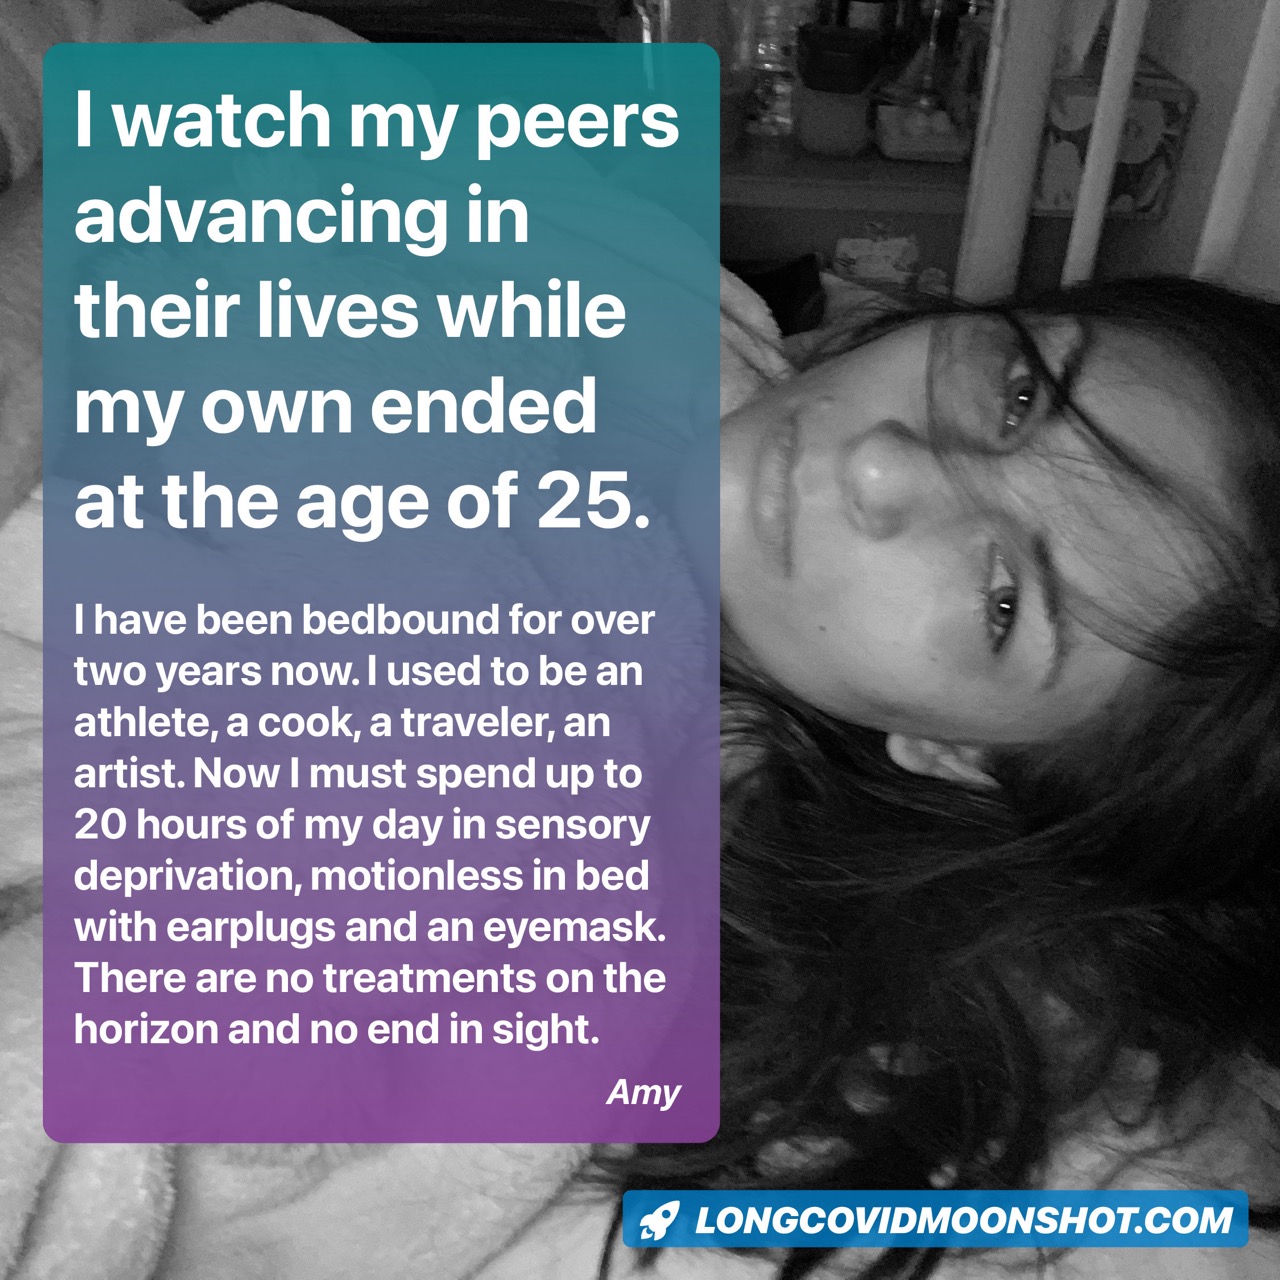 I watch my peers
advancing in
their lives while
my own ended
at the age of 25.
I have been bedbound for over
two years now. I used to be an
athlete, a cook, a traveler, an
artist. Now I must spend up to
20 hours of my day in sensory
deprivation, motionless in bed
with earplugs and an eyemask.
There are no treatments on the
horizon and no end in sight.
Amy
LONGCOVIDMOONSHOT.COM